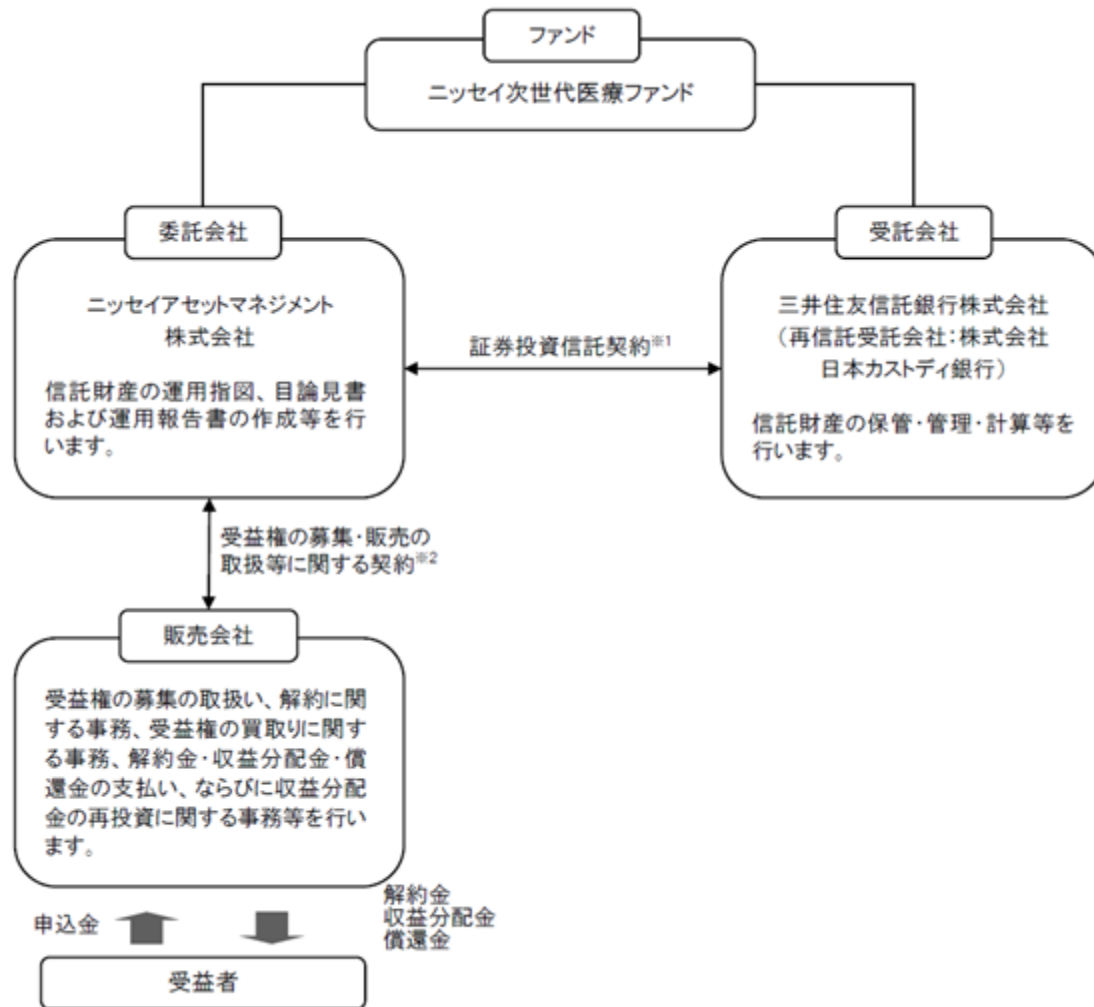 ファンド
ニッセイ次世代医療ファンド
委託会社
ニッセイアセットマネジメント
株式会社
信託財産の運用指図、目論見書
および運用報告書の作成等を行
います。
証券投資信託契約※1
受託会社
三井住友信託銀行株式会社
(再信託受託会社:株式会社
日本カストディ銀行)
信託財産の保管・管理・計算等を
行います。
受益権の募集・販売の
取扱等に関する契約※2
販売会社
受益権の募集の取扱い、解約に関
する事務、受益権の買取りに関す
る事務、解約金・収益分配金・償
還金の支払い、ならびに収益分配
金の再投資に関する事務等を行い
ます。
申込金
解約金
収益分配金
償還金
受益者